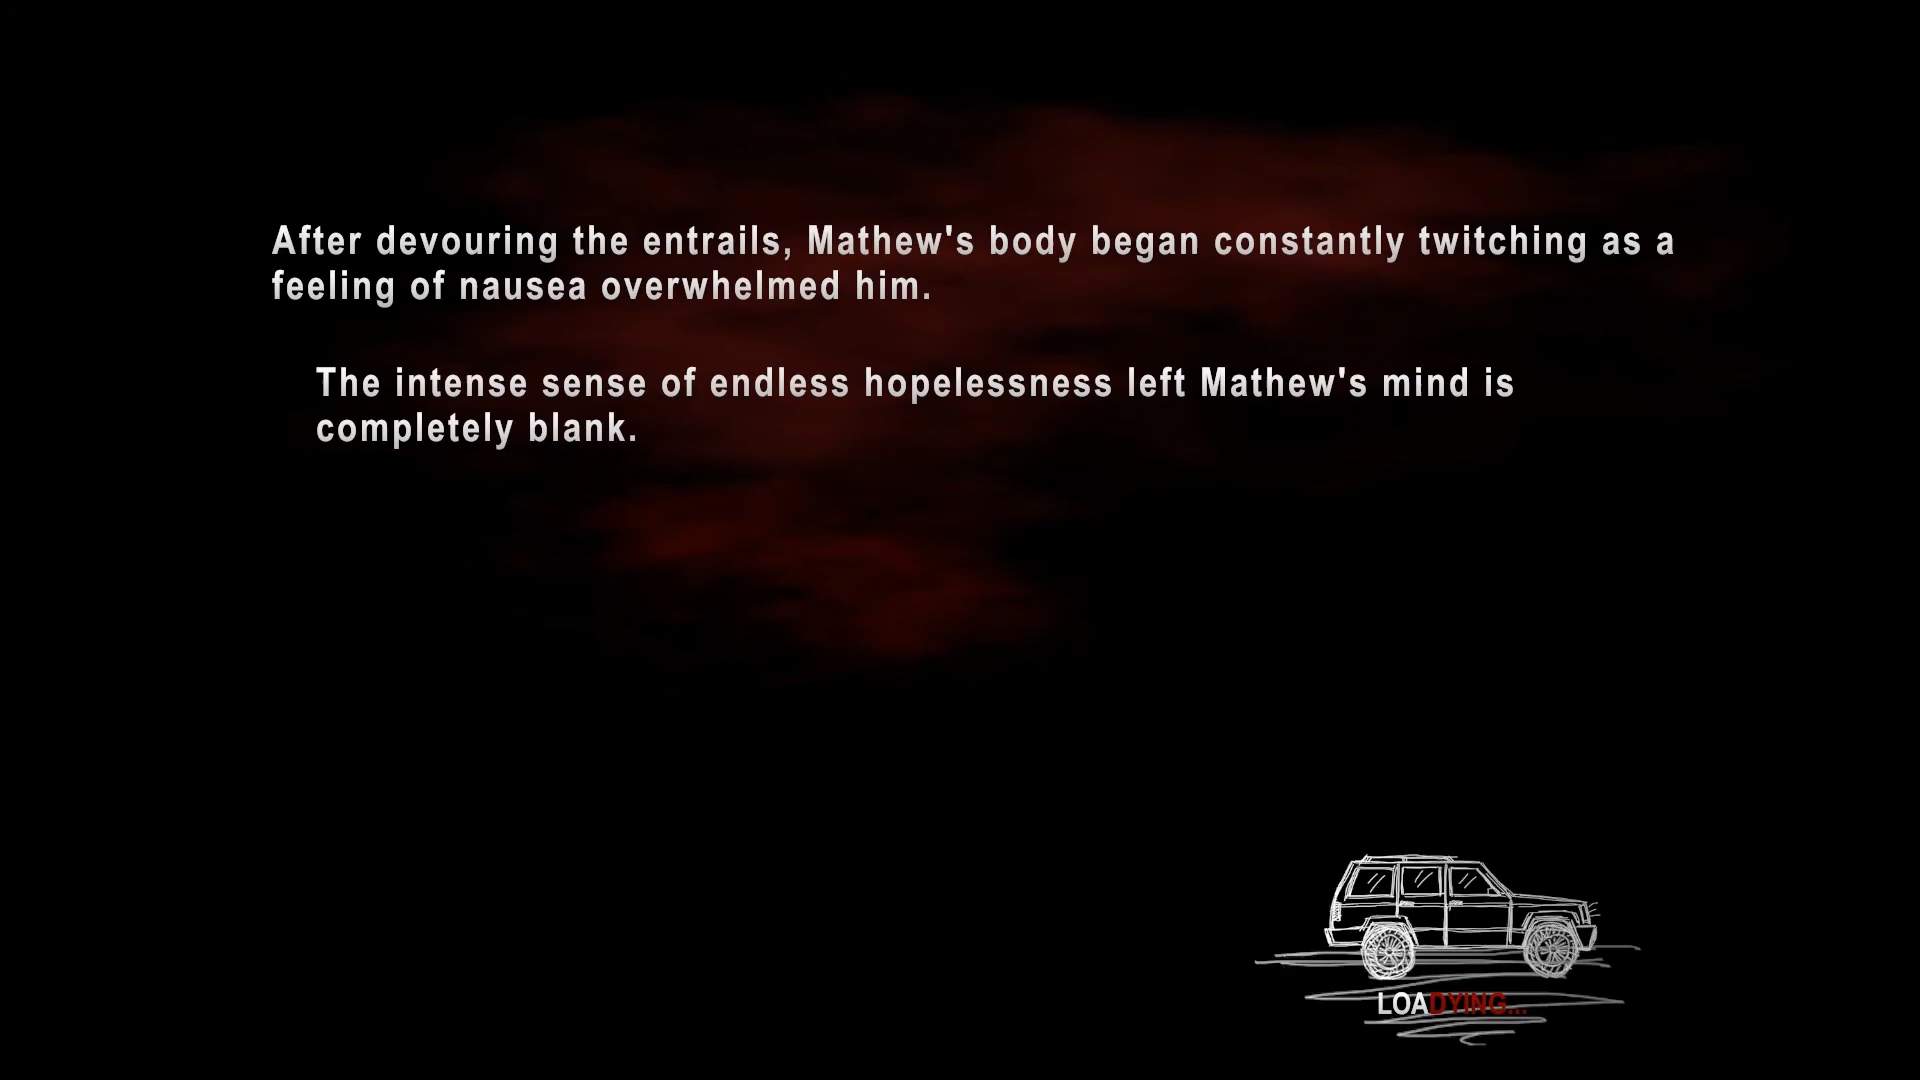 After devouring the entrails, Mathew's body began constantly twitching as a
feeling of nausea overwhelmed him.
The intense sense of endless hopelessness left Mathew's mind is
completely blank.
LOADYING...